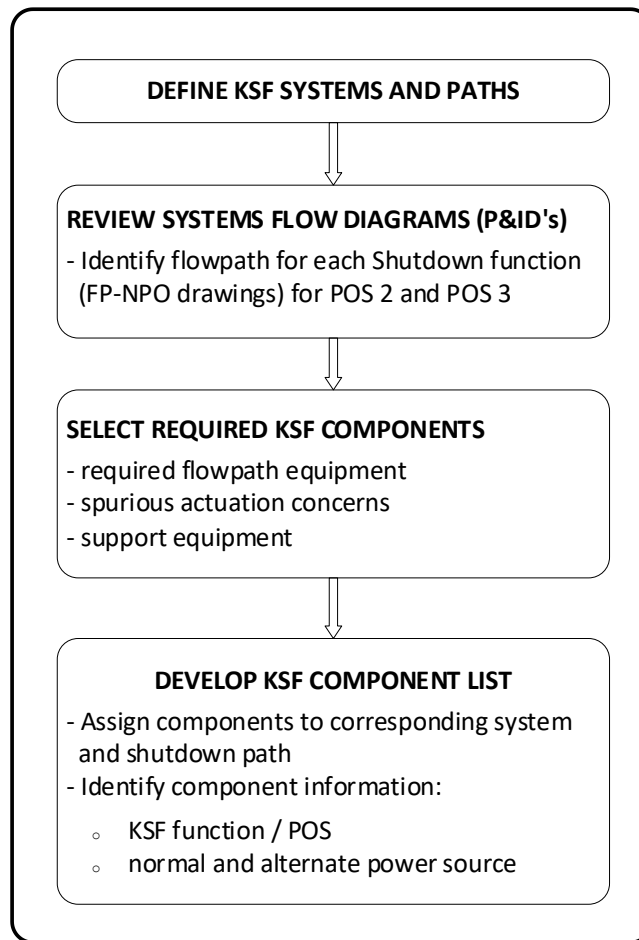 DEFINE KSF SYSTEMS AND PATHS
REVIEW SYSTEMS FLOW DIAGRAMS (P&ID's)
- Identify flowpath for each Shutdown function
(FP-NPO drawings) for POS 2 and POS 3
SELECT REQUIRED KSF COMPONENTS
- required flowpath equipment
- spurious actuation concerns
- support equipment
DEVELOP KSF COMPONENT LIST
- Assign components to corresponding system
and shutdown path
- Identify component information:
○ KSF function / POS
○ normal and alternate power source